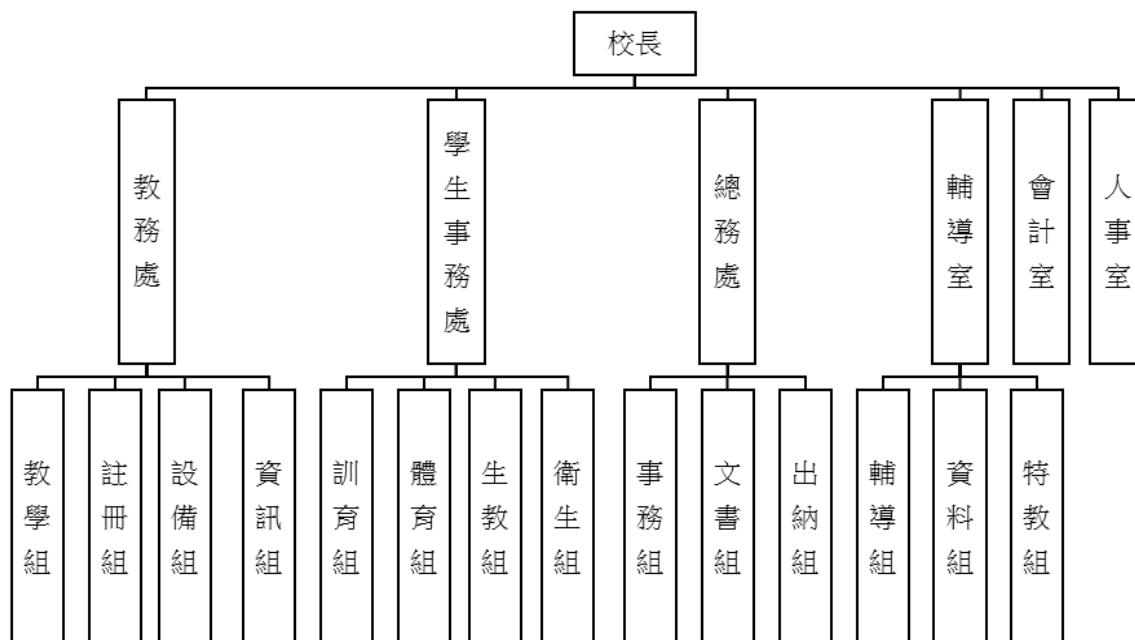 校長
教務處
學生事務處
總務處
輔導室
會計室
人事室
教學組
註冊組
設備組
資訊組
訓育組
體育組
生教組
衛生組
事務組
文書組
出納組
輔導組
資料組
特教組